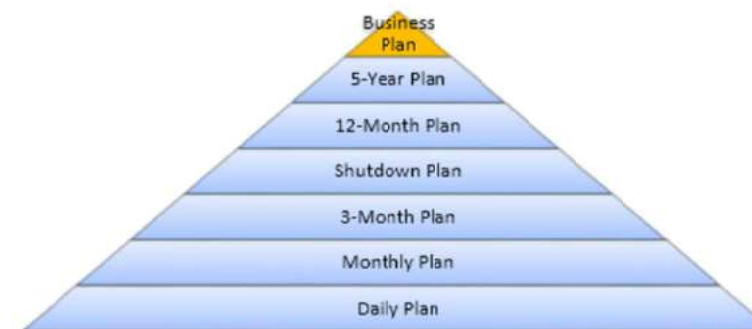 Business
Plan
5-Year Plan
12-Month Plan
Shutdown Plan
3-Month Plan
Monthly Plan
Daily Plan